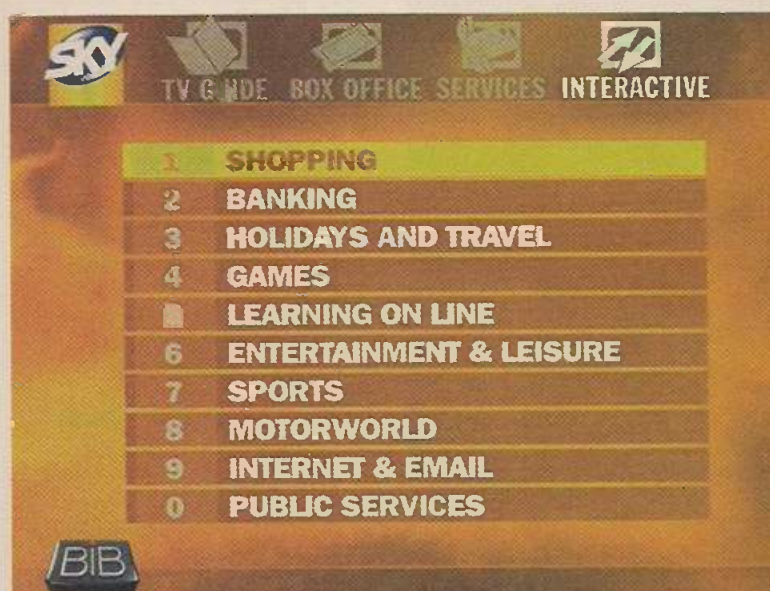 SKY
TV GUIDE BOX OFFICE SERVICES INTERACTIVE
1 SHOPPING
2 BANKING
3 HOLIDAYS AND TRAVEL
4 GAMES
LEARNING ON LINE
6 ENTERTAINMENT & LEISURE
7 SPORTS
8 MOTORWORLD
9 INTERNET & EMAIL
0 PUBLIC SERVICES
BIB